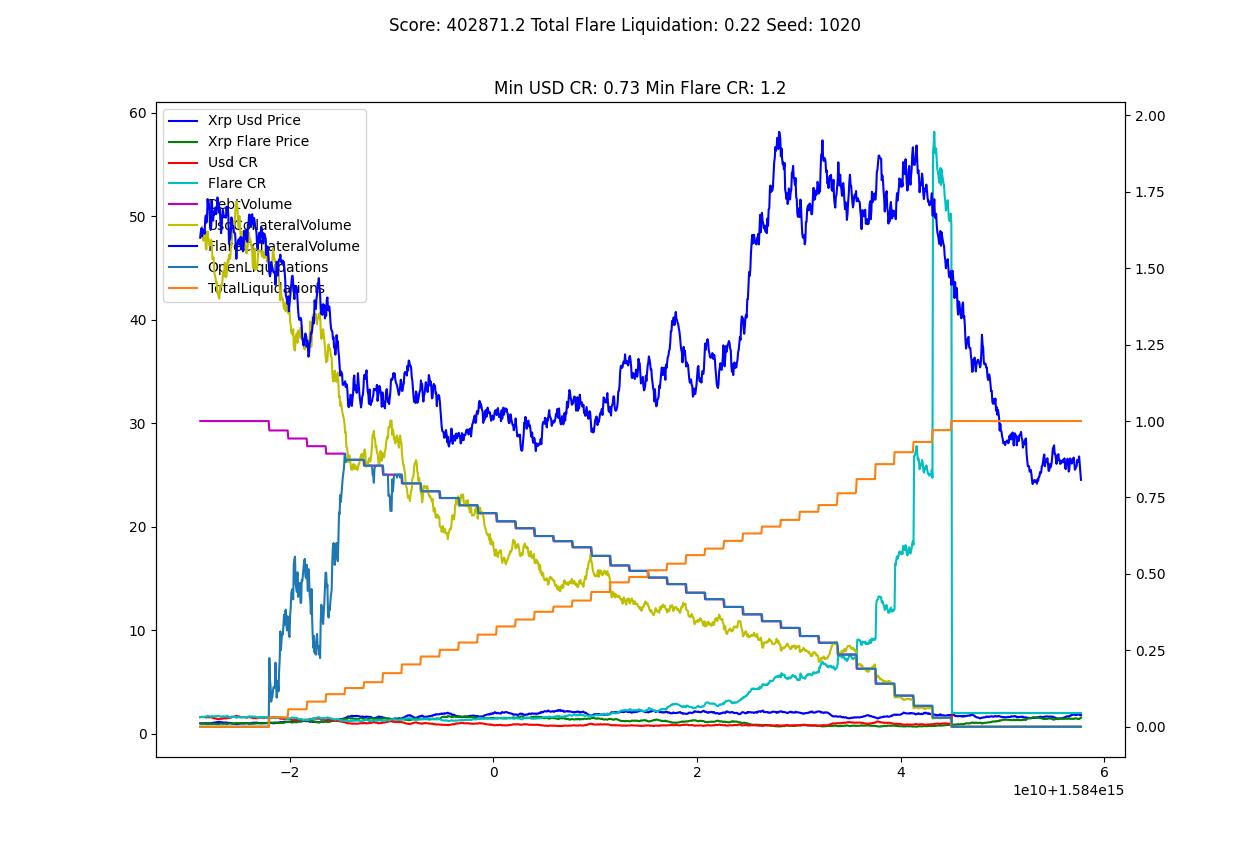 Score: 402871.2 Total Flare Liquidation: 0.22 Seed: 1020
Min USD CR: 0.73 Min Flare CR: 1.2
Xrp Usd Price
Xrp Flare Price
Usd CR
Flare CR
DebtVolume
UsdCollateralVolume
FlareCollateralVolume
OpenLiquidations
TotalLiquidations
60
50
40
30
20
10
0
2.00
1.75
1.50
1.25
1.00
0.75
0.50
0.25
0.00
−2
0
2
4
6
1e10+1.584e15